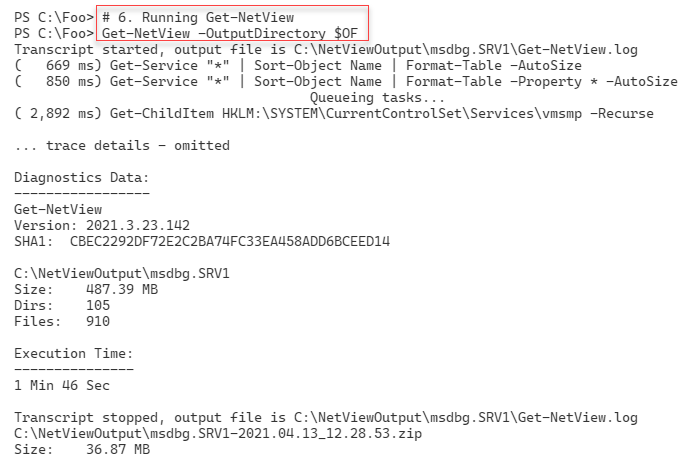 PS C:\Foo> # 6. Running Get-NetView
PS C:\Foo> Get-NetView -OutputDirectory $OF
Transcript started, output file is C:\NetViewOutput\msdbg.SRV1\Get-NetView.log
(   669 ms) Get-Service "*" | Sort-Object Name | Format-Table -AutoSize
(   850 ms) Get-Service "*" | Sort-Object Name | Format-Table -Property * -AutoSize
Queueing tasks...
( 2,892 ms) Get-ChildItem HKLM:\SYSTEM\CurrentControlSet\Services\vmsmp -Recurse
... trace details - omitted
Diagnostics Data:
-----------------
Get-NetView
Version: 2021.3.23.142
SHA1:  CBEC2292DF72E2C2BA74FC33EA458ADD6BCEED14
C:\NetViewOutput\msdbg.SRV1
Size:    487.39 MB
Dirs:    105
Files:   910
Execution Time:
---------------
1 Min 46 Sec
Transcript stopped, output file is C:\NetViewOutput\msdbg.SRV1\Get-NetView.log
C:\NetViewOutput\msdbg.SRV1-2021.04.13_12.28.53.zip
Size:    36.87 MB